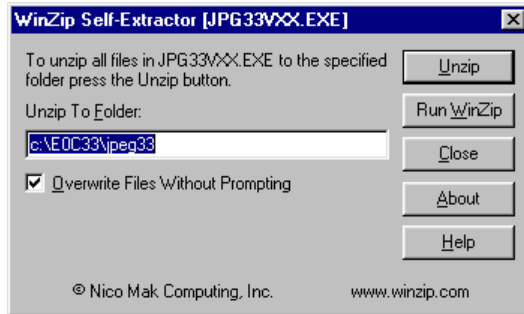 WinZip Self-Extractor [JPG33VXX.EXE]
To unzip all files in JPG33VXX.EXE to the specified
folder press the Unzip button.
Unzip To Folder:
c:\E0C33\jpeg33
Overwrite Files Without Prompting
Unzip
Run WinZip
Close
About
Help
© Nico Mak Computing, Inc.
www.winzip.com